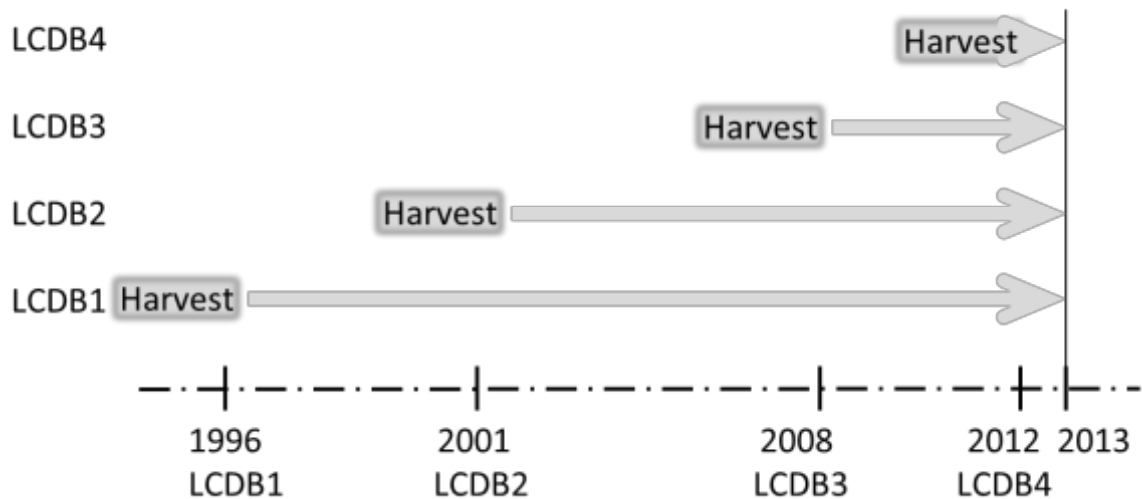 LCDB4 Harvest
LCDB3 Harvest
LCDB2 Harvest
LCDB1 Harvest
1996 2001 2008 2012 2013
LCDB1 LCDB2 LCDB3 LCDB4